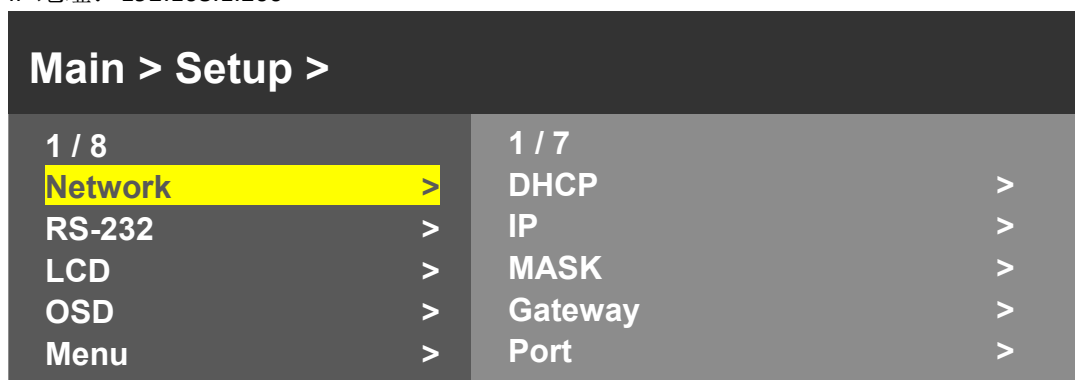 Main > Setup >
1 / 8
Network >
RS-232 >
LCD >
OSD >
Menu >
1 / 7
DHCP >
IP >
MASK >
Gateway >
Port >